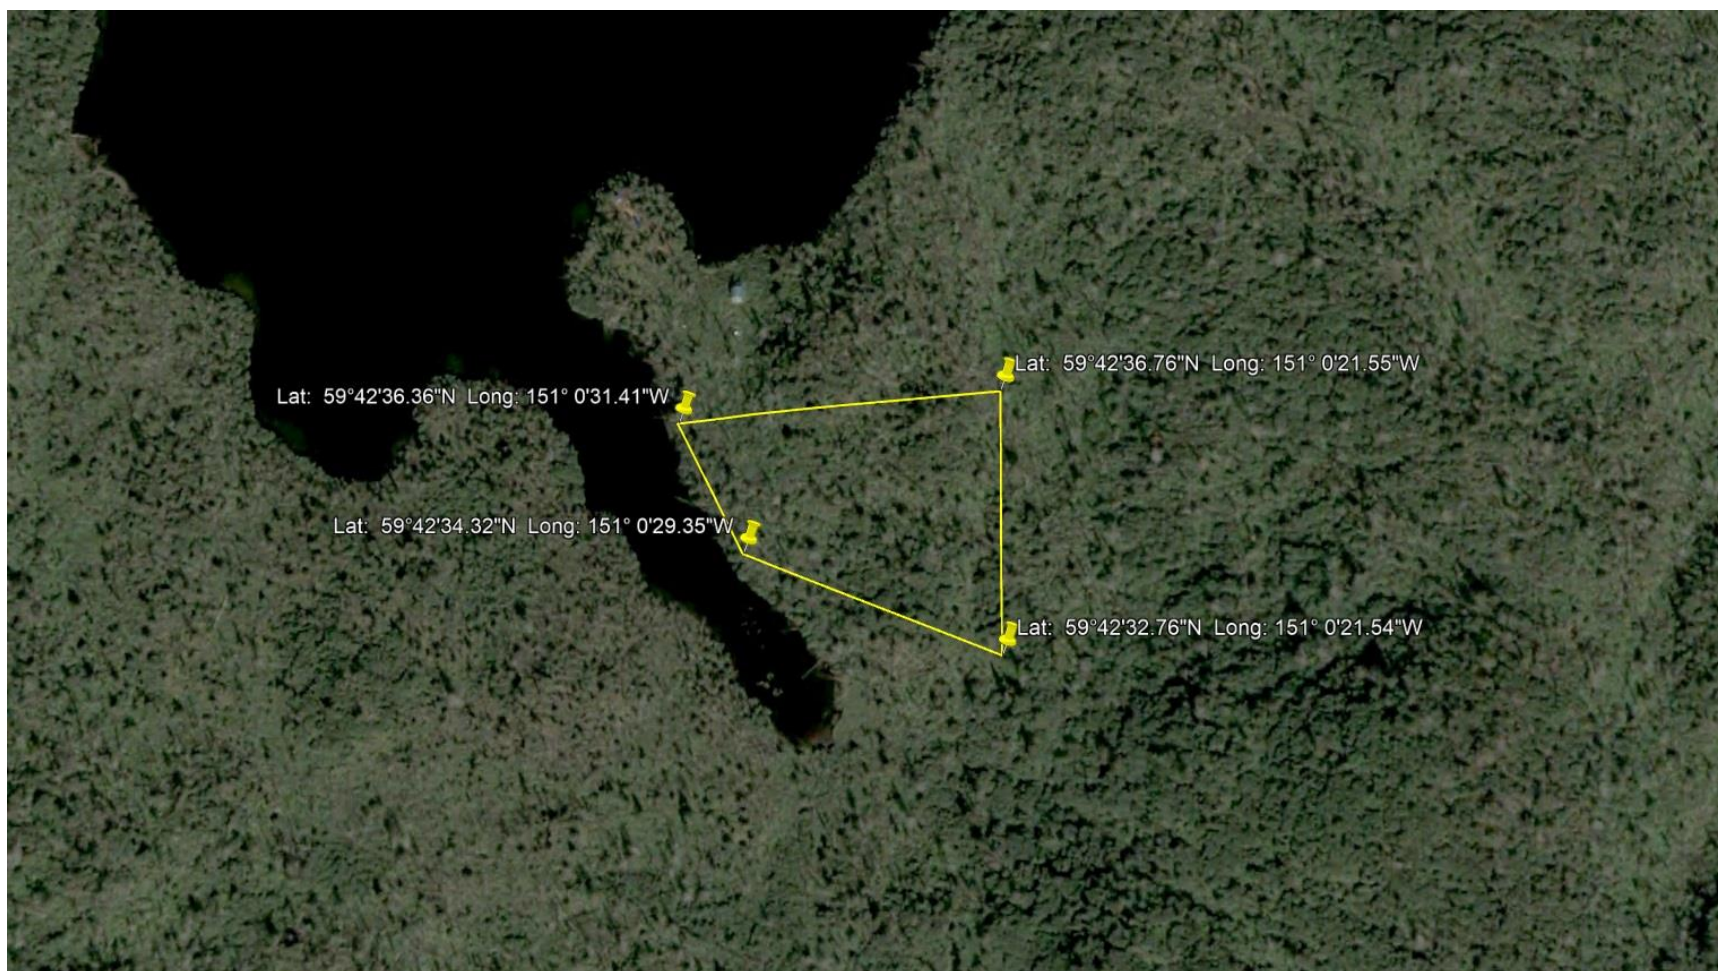 Lat:  59°42'36.76"N  Long: 151° 0'21.55"W
Lat:  59°42'36.36"N  Long: 151° 0'31.41"W
Lat:  59°42'34.32"N  Long: 151° 0'29.35"W
Lat:  59°42'32.76"N  Long: 151° 0'21.54"W